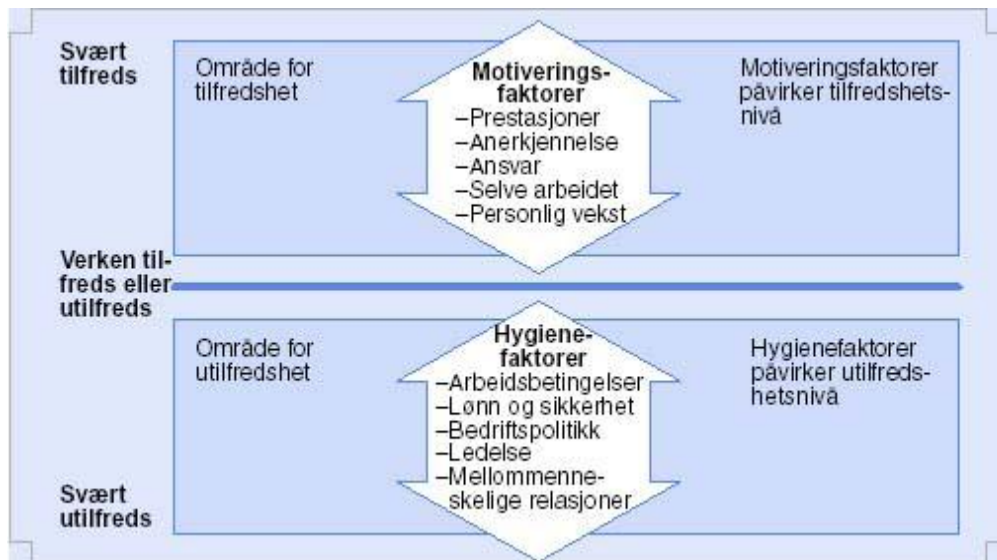 Svært
tilfreds
Område for
tilfredshet
Motiverings-
faktorer
–Prestasjoner
–Anerkjennelse
–Ansvar
–Selve arbeidet
–Personlig vekst
Motiveringsfaktorer
påvirker tilfredshets-
nivå
Verken til-
freds eller
utilfreds
Område for
utilfredshet
Hygiene-
faktorer
–Arbeidsbetingelser
–Lønn og sikkerhet
–Bedriftspolitikk
–Ledelse
–Mellommenne-
skelige relasjoner
Hygienefaktorer
påvirker utilfreds-
hetsnivå
Svært
utilfreds